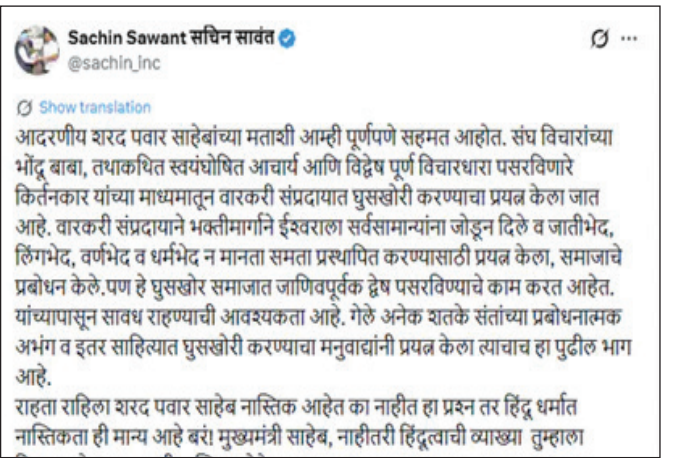 Sachin Sawant सचिन सावंत
@sachin_inc
Show translation
आदरणीय शरद पवार साहेबांच्या मताशी आम्ही पूर्णपणे सहमत आहोत. संघ विचारांच्या
भोंदू बाबा, तथाकथित स्वयंघोषित आचार्य आणि विद्वेष पूर्ण विचारधारा पसरविणारे
किर्तनकार यांच्या माध्यमातून वारकरी संप्रदायात घुसखोरी करण्याचा प्रयत्न केला जात
आहे. वारकरी संप्रदायाने भक्तीमार्गाने ईश्वराला सर्वसामान्यांना जोडून दिले व जातीभेद,
लिंगभेद, वर्णभेद व धर्मभेद न मानता समता प्रस्थापित करण्यासाठी प्रयत्न केला, समाजाचे
प्रबोधन केले.पण हे घुसखोर समाजात जाणिवपूर्वक द्वेष पसरविण्याचे काम करत आहेत.
यांच्यापासून सावध राहण्याची आवश्यकता आहे. गेले अनेक शतके संतांच्या प्रबोधनात्मक
अभंग व इतर साहित्यात घुसखोरी करण्याचा मनुवाद्यांनी प्रयत्न केला त्याचाच हा पुढील भाग
आहे.
राहता राहिला शरद पवार साहेब नास्तिक आहेत का नाहीत हा प्रश्न तर हिंदू धर्मात
नास्तिकता ही मान्य आहे बरं! मुख्यमंत्री साहेब, नाहीतरी हिंदूत्वाची व्याख्या तुम्हाला